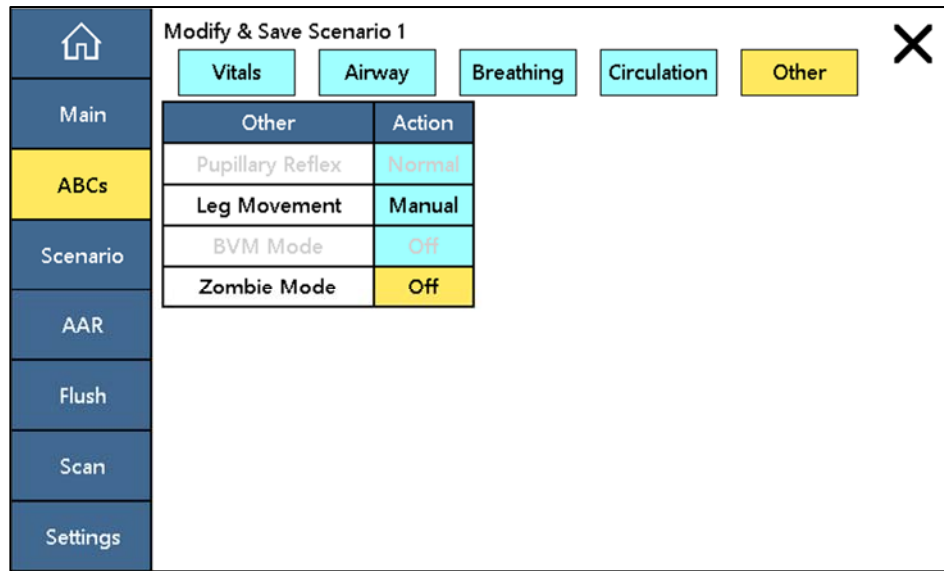 Modify & Save Scenario 1
Vitals Airway Breathing Circulation Other
Main
ABCs
Scenario
AAR
Flush
Scan
Settings
Other Action
Pupillary Reflex Normal
Leg Movement Manual
BVM Mode Off
Zombie Mode Off